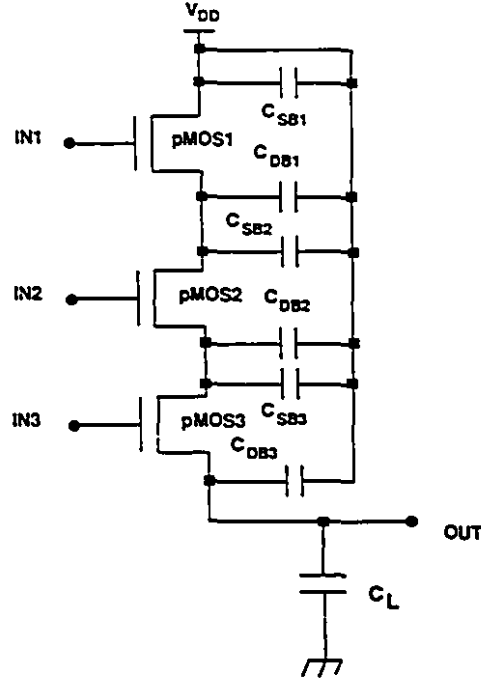 VDD
CSB1
IN1
pMOS1
CDB1
CSB2
IN2
pMOS2
CDB2
IN3
pMOS3
CSB3
CDB3
OUT
CL